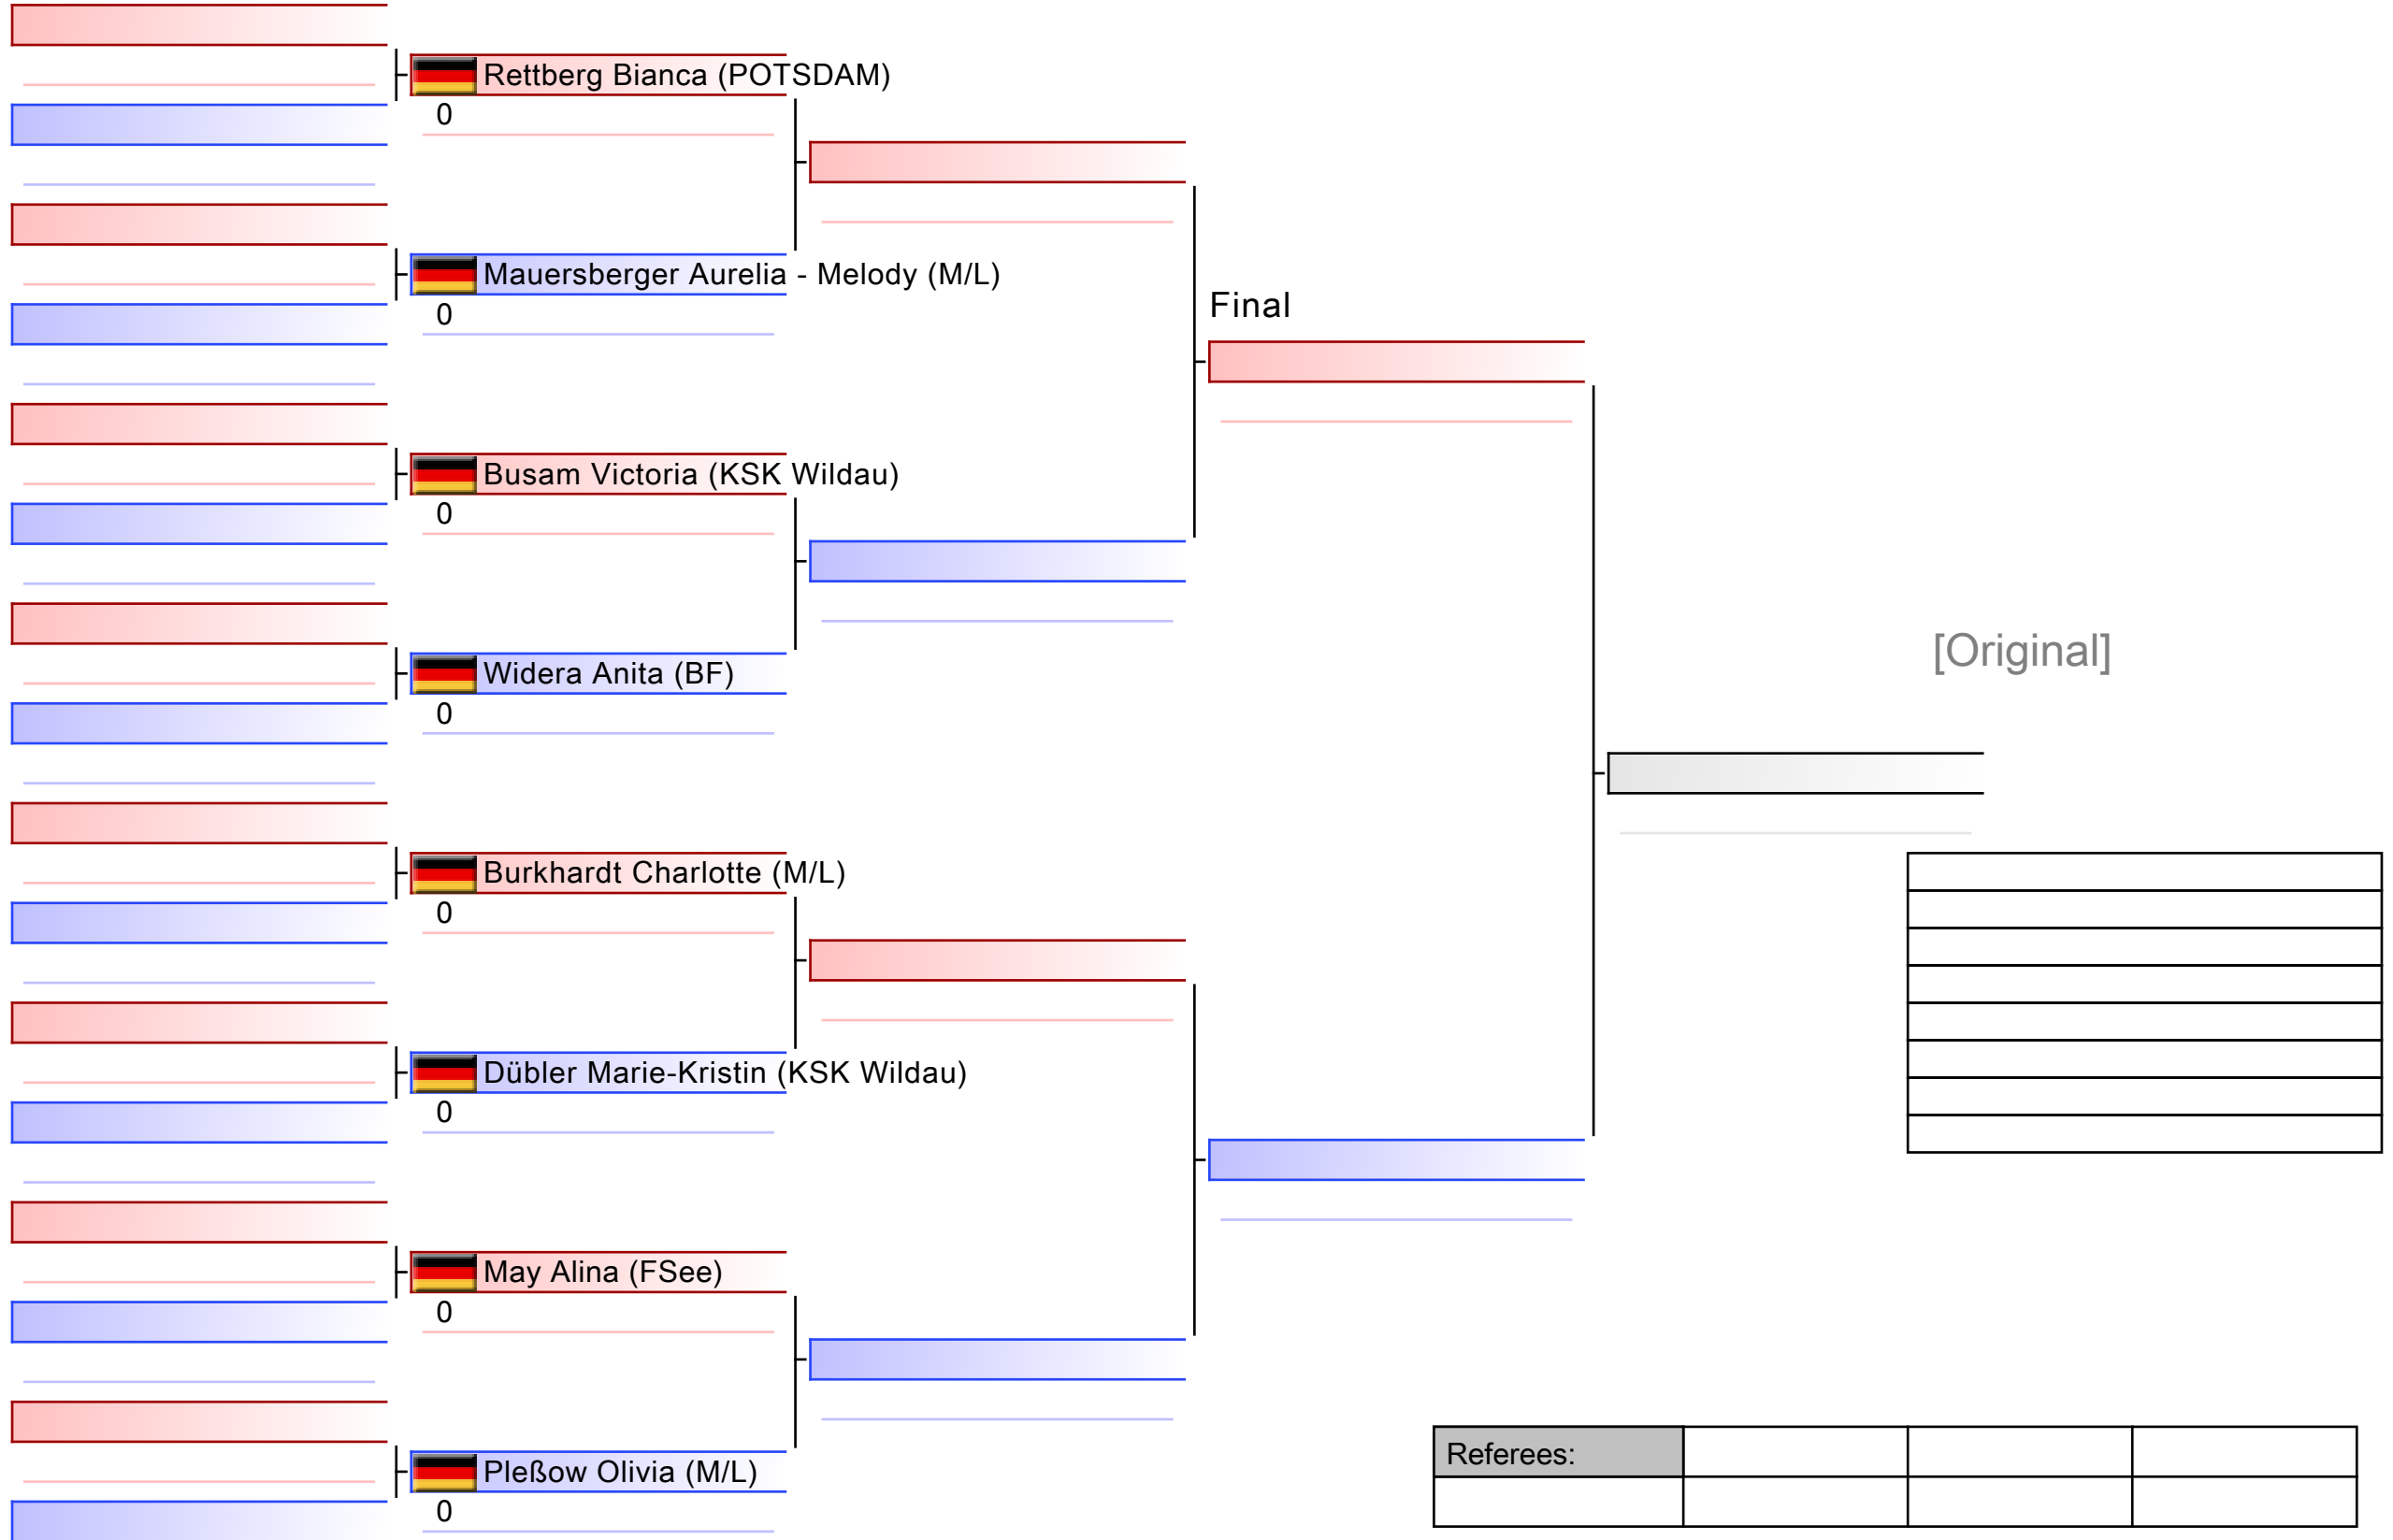 Rettberg Bianca (POTSDAM)
0
Mauersberger Aurelia - Melody (M/L)
0
Final
Busam Victoria (KSK Wildau)
0
Widera Anita (BF)
0
[Original]
Burkhardt Charlotte (M/L)
0
Dübler Marie-Kristin (KSK Wildau)
0
May Alina (FSee)
0
Pleßow Olivia (M/L)
0
Referees: